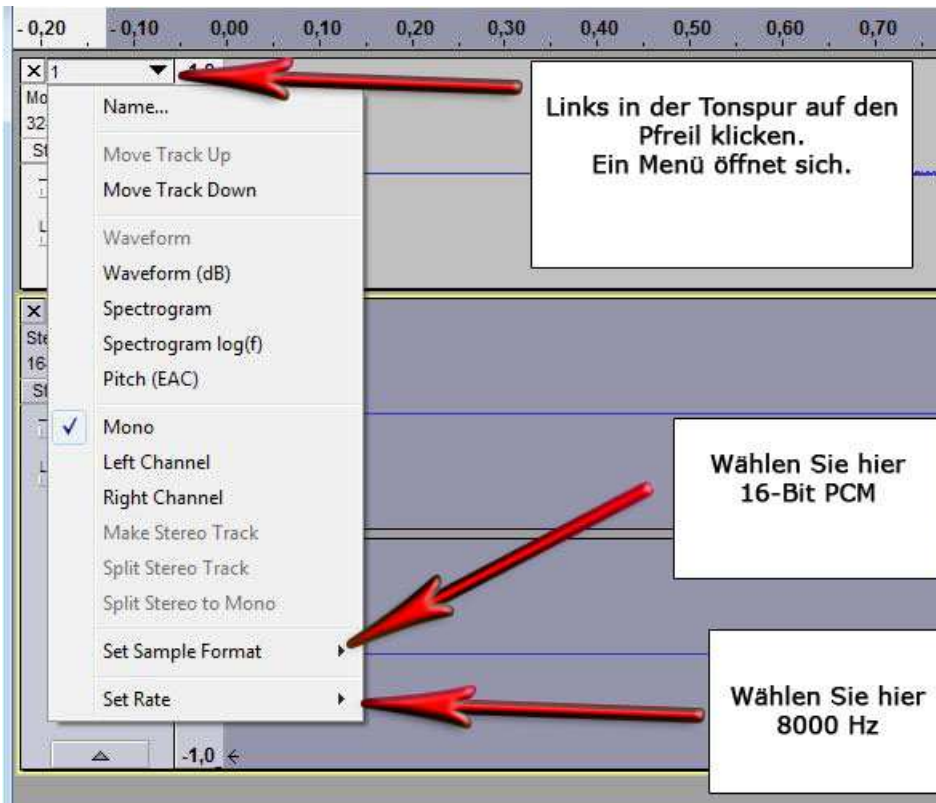 - 0,20 - 0,10 0,00 0,10 0,20 0,30 0,40 0,50 0,60 0,70
X 1
Links in der Tonspur auf den
Pfreil klicken.
Ein Menü öffnet sich.
Name...
Move Track Up
Move Track Down
Waveform
Waveform (dB)
Spectrogram
Spectrogram log(f)
Pitch (EAC)
Mono
Left Channel
Right Channel
Make Stereo Track
Split Stereo Track
Split Stereo to Mono
Set Sample Format
Set Rate
Wählen Sie hier
16-Bit PCM
Wählen Sie hier
8000 Hz
-1,0